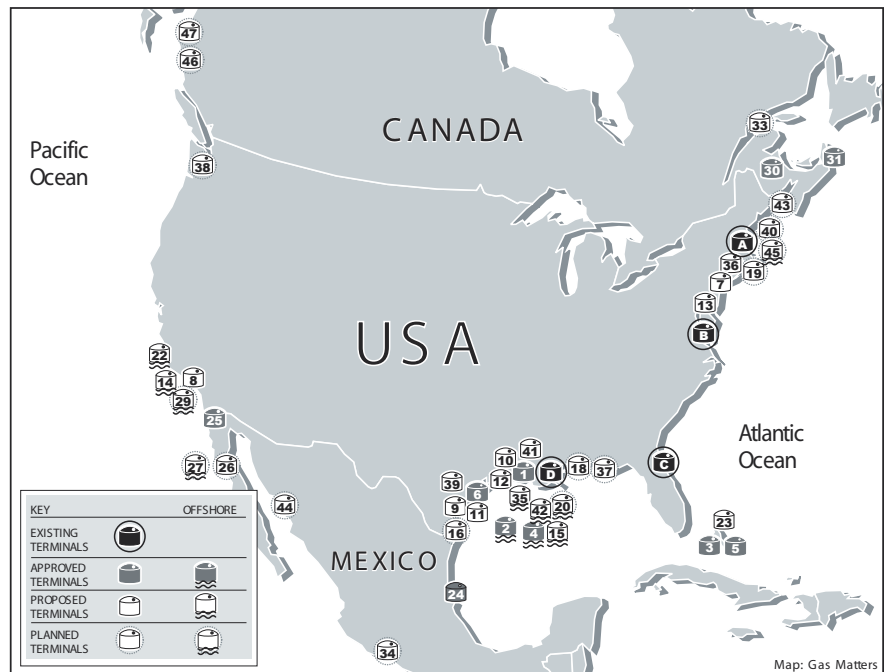 47
46
CANADA
33
Pacific
Ocean
38
30
31
43
40
A
45
36
19
7
13
B
USA
22
14
8
29
25
Atlantic
Ocean
27
26
41
10
1
D
18
37
C
12
39
6
35
9
11
42
20
44
16
2
4
15
23
3
5
MEXICO
24
34
KEY
OFFSHORE
EXISTING
TERMINALS
APPROVED
TERMINALS
PROPOSED
TERMINALS
PLANNED
TERMINALS
Map: Gas Matters